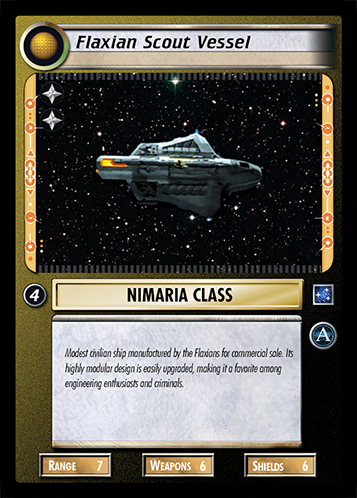 Flaxian Scout Vessel
4
NIMARIA CLASS
A
Modest civilian ship manufactured by the Flaxians for commercial sale. Its
highly modular design is easily upgraded, making it a favorite among
engineering enthusiasts and criminals.
RANGE 7 WEAPONS 6 SHIELDS 6